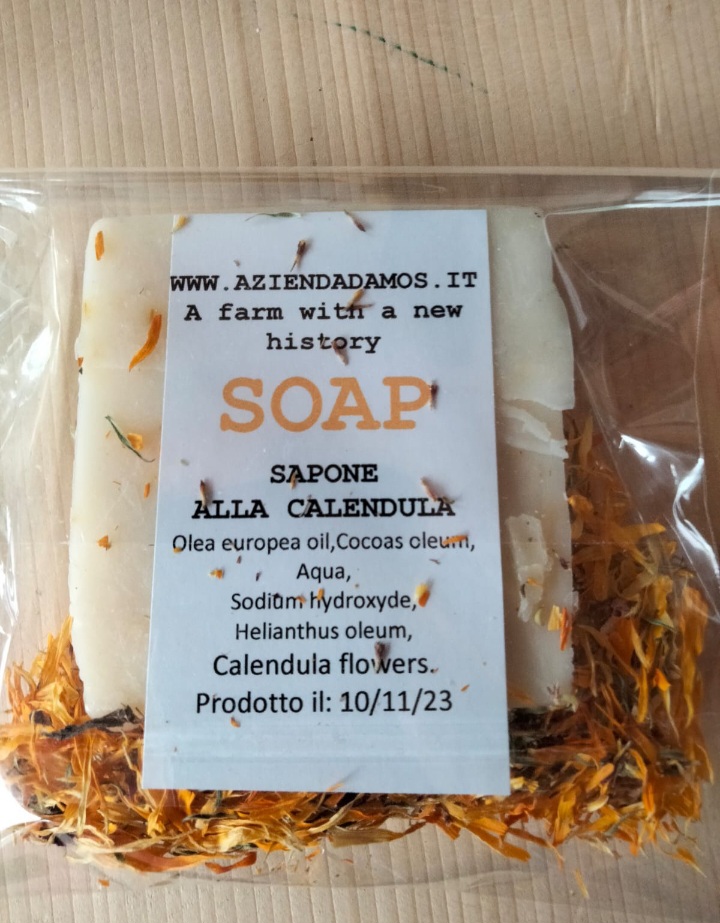 WWW.AZIENDADAMOS.IT
A farm with a new
history
SOAP
SAPONE
ALLA CALENDULA
Olea europea oil,Cocoas oleum,
Aqua,
Sodium hydroxyde,
Helianthus oleum,
Calendula flowers.
Prodotto il: 10/11/23